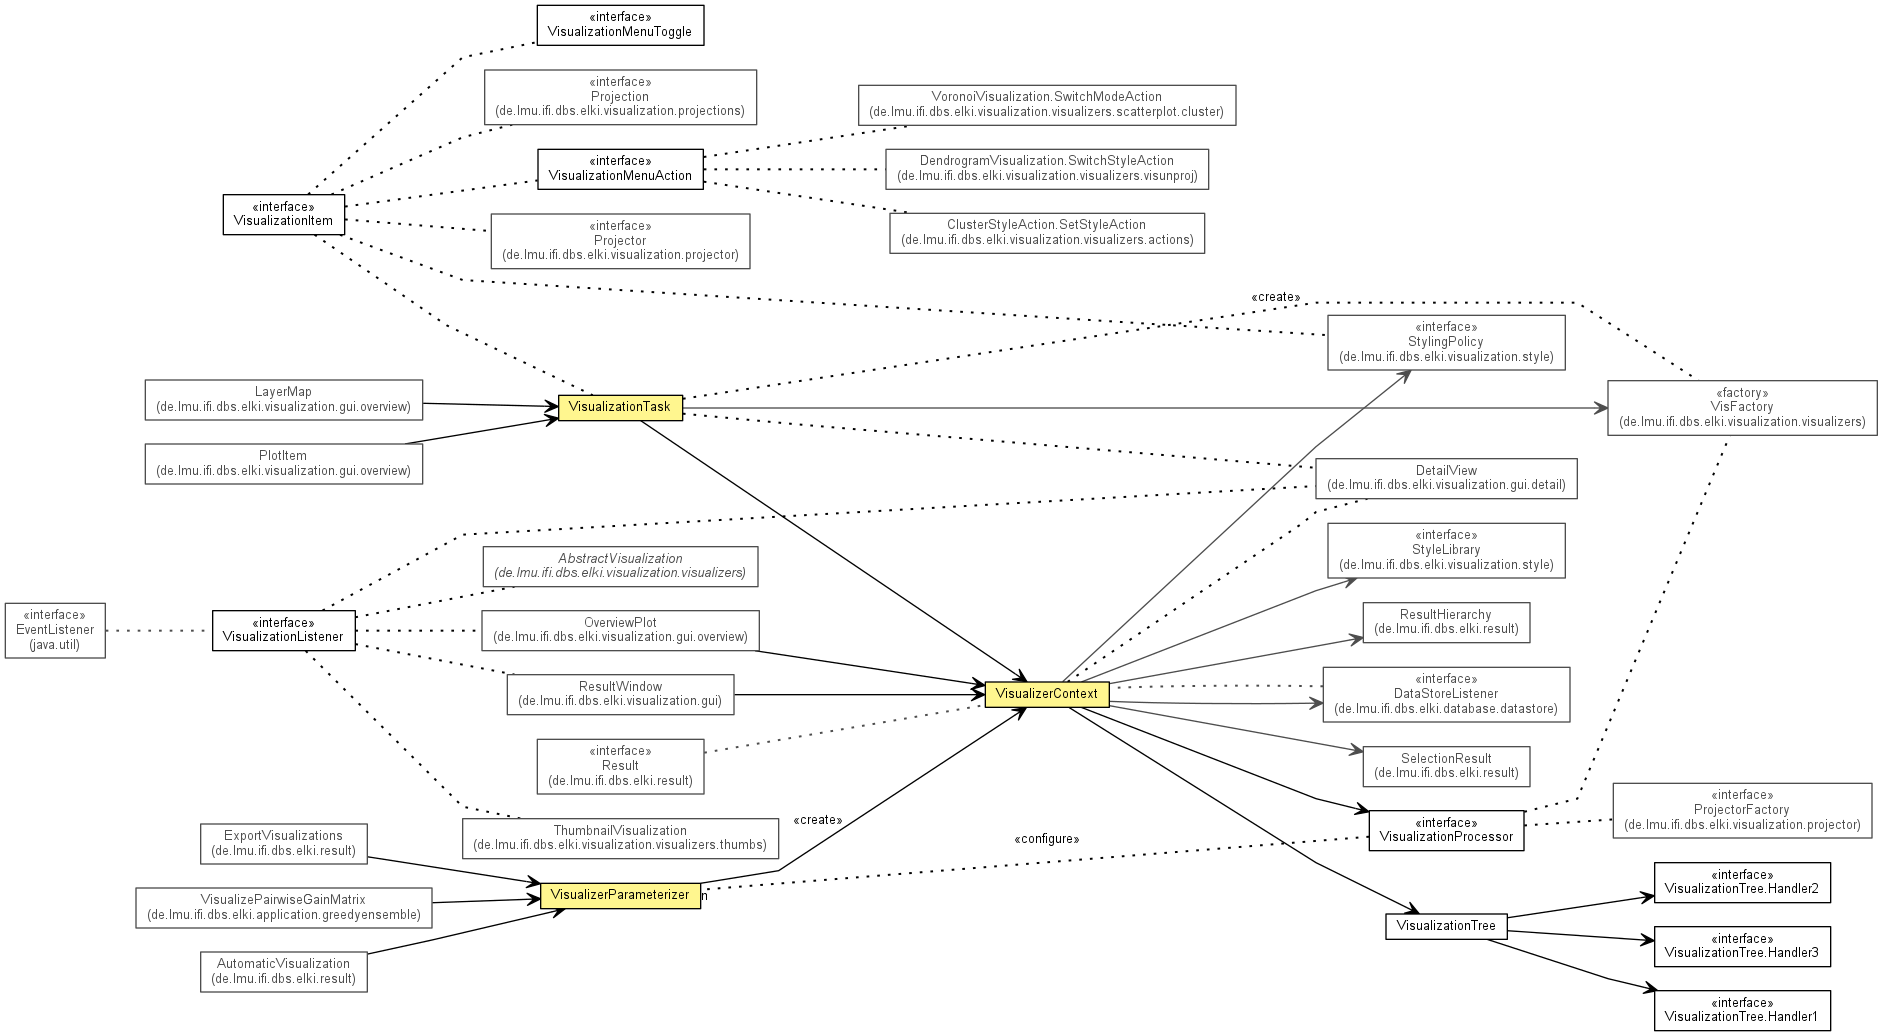 «interface»
VisualizationMenuToggle
«interface»
Projection
(de.lmu.ifi.dbs.elki.visualization.projections)
VoronoiVisualization.SwitchModeAction
(de.lmu.ifi.dbs.elki.visualization.visualizers.scatterplot.cluster)
«interface»
VisualizationMenuAction
DendrogramVisualization.SwitchStyleAction
(de.lmu.ifi.dbs.elki.visualization.visualizers.visunproj)
«interface»
VisualizationItem
«interface»
Projector
(de.lmu.ifi.dbs.elki.visualization.projector)
ClusterStyleAction.SetStyleAction
(de.lmu.ifi.dbs.elki.visualization.visualizers.actions)
«create»
«interface»
StylingPolicy
(de.lmu.ifi.dbs.elki.visualization.style)
LayerMap
(de.lmu.ifi.dbs.elki.visualization.gui.overview)
VisualizationTask
«factory»
VisFactory
(de.lmu.ifi.dbs.elki.visualization.visualizers)
PlotItem
(de.lmu.ifi.dbs.elki.visualization.gui.overview)
DetailView
(de.lmu.ifi.dbs.elki.visualization.gui.detail)
AbstractVisualization
(de.lmu.ifi.dbs.elki.visualization.visualizers)
«interface»
StyleLibrary
(de.lmu.ifi.dbs.elki.visualization.style)
«interface»
EventListener
(java.util)
«interface»
VisualizationListener
OverviewPlot
(de.lmu.ifi.dbs.elki.visualization.gui.overview)
ResultHierarchy
(de.lmu.ifi.dbs.elki.result)
ResultWindow
(de.lmu.ifi.dbs.elki.visualization.gui)
VisualizerContext
«interface»
DataStoreListener
(de.lmu.ifi.dbs.elki.database.datastore)
«interface»
Result
(de.lmu.ifi.dbs.elki.result)
SelectionResult
(de.lmu.ifi.dbs.elki.result)
ExportVisualizations
(de.lmu.ifi.dbs.elki.result)
ThumbnailVisualization
(de.lmu.ifi.dbs.elki.visualization.visualizers.thumbs)
«create»
«configure»
«interface»
VisualizationProcessor
«interface»
ProjectorFactory
(de.lmu.ifi.dbs.elki.visualization.projector)
VisualizePairwiseGainMatrix
(de.lmu.ifi.dbs.elki.application.greedyensemble)
VisualizerParameterizer
n
«interface»
VisualizationTree.Handler2
VisualizationTree
«interface»
VisualizationTree.Handler3
AutomaticVisualization
(de.lmu.ifi.dbs.elki.result)
«interface»
VisualizationTree.Handler1